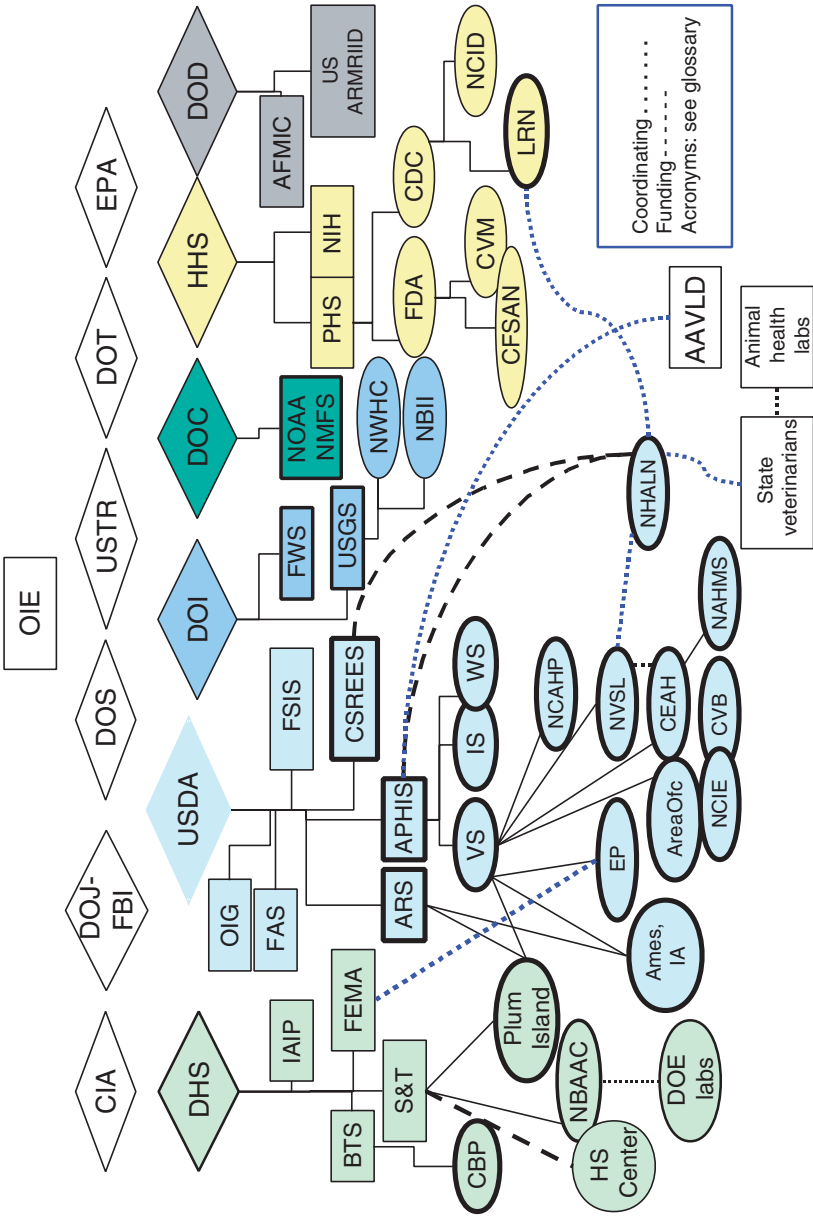 OIE
CIA
DOJ-
FBI
DOS
USTR
DOT
EPA
DHS
USDA
DOI
DOC
HHS
DOD
IAIP
FEMA
BTS
S&T
CBP
Plum
Island
NBAAC
HS
Center
DOE
labs
OIG
FAS
FSIS
CSREES
ARS
APHIS
VS
IS
WS
NCAHP
NVSL
CEAH
NAHMS
EP
AreaOfc
NCIE
CVB
Ames,
IA
NHALN
FWS
USGS
NWHC
NBII
NOAA
NMFS
PHS
NIH
FDA
CDC
CVM
CFSAN
NCID
LRN
AFMIC
US
ARMRIID
AAVLD
State
veterinarians
Animal
health
labs
Coordinating
Funding
Acronyms: see glossary